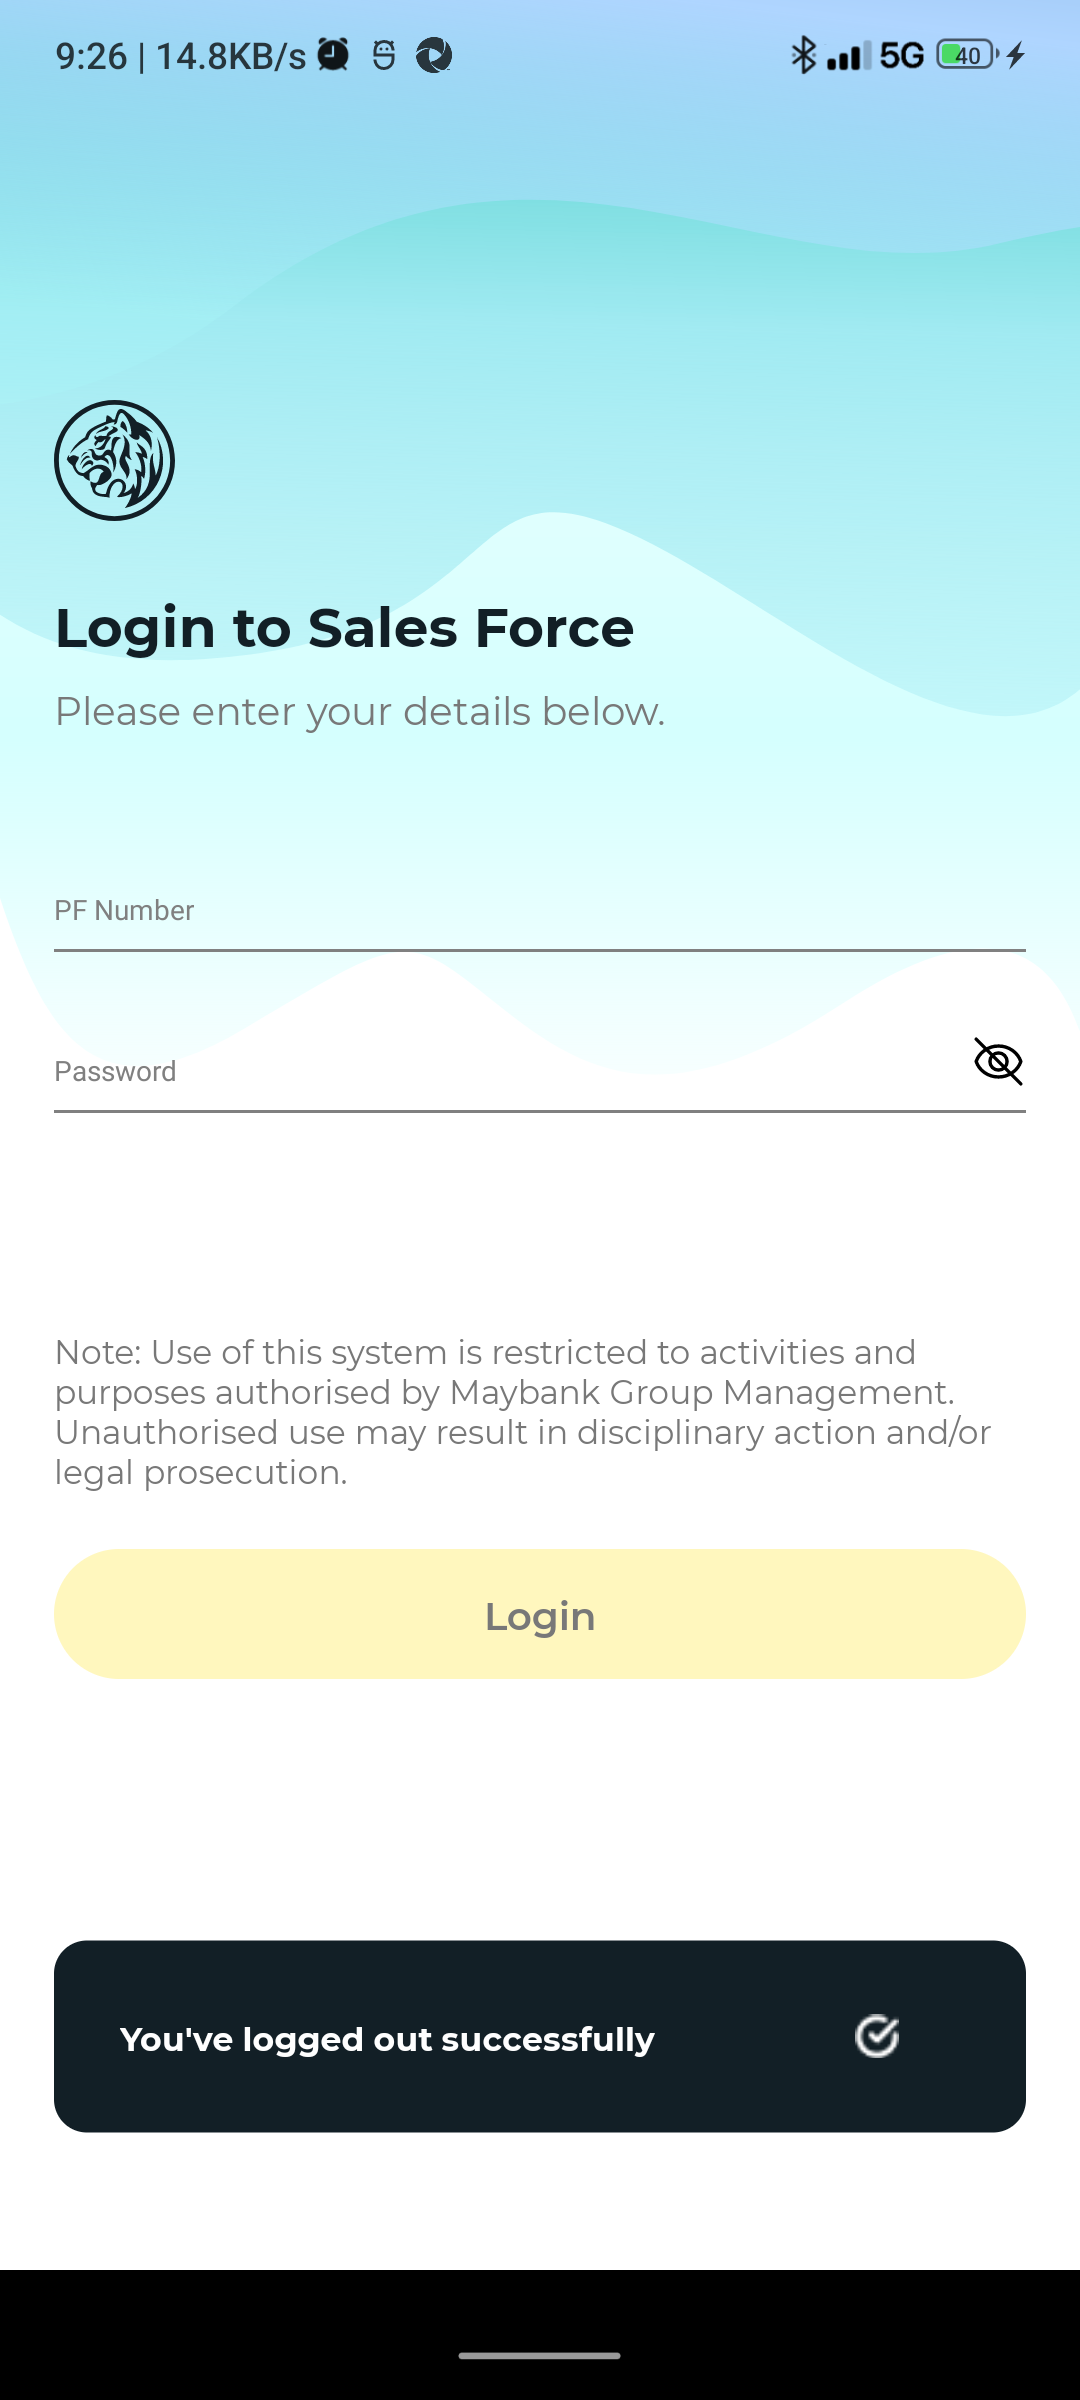 9:26 | 14.8KB/s 5G 40
Login to Sales Force
Please enter your details below.
PF Number
Password
Note: Use of this system is restricted to activities and
purposes authorised by Maybank Group Management.
Unauthorised use may result in disciplinary action and/or
legal prosecution.
Login
You've logged out successfully